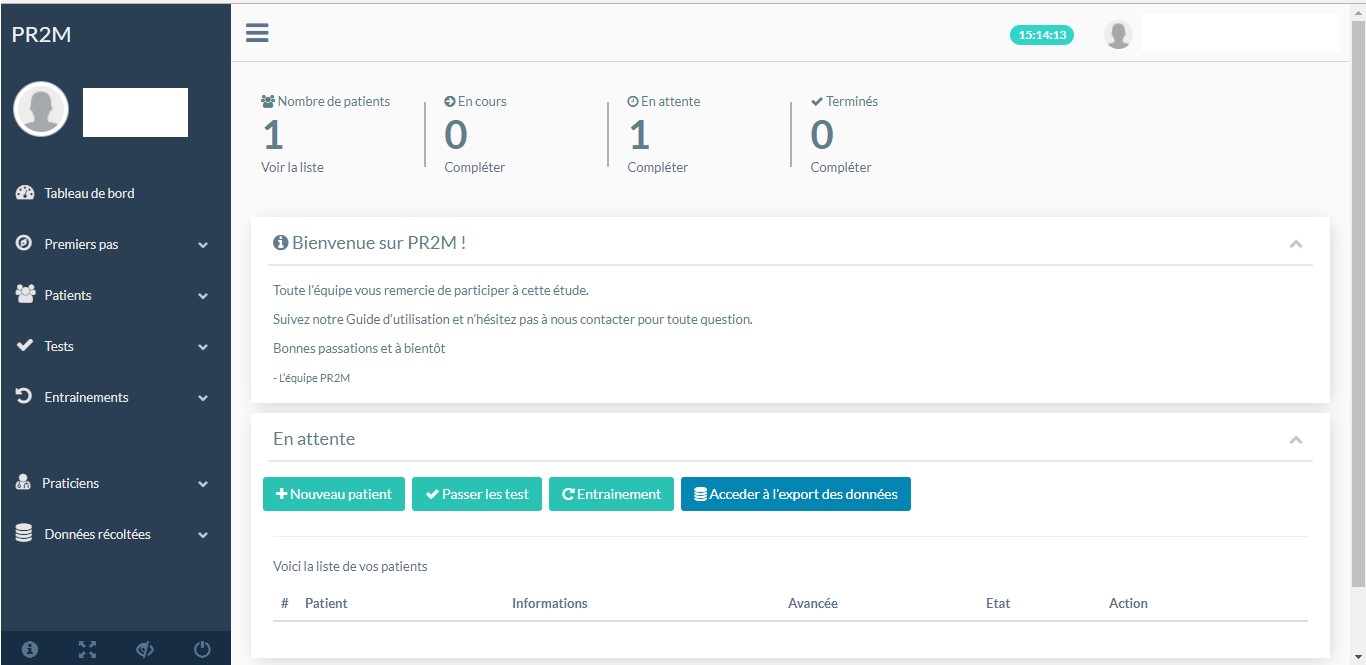 PR2M
15:14:13
Tableau de bord
Premiers pas
Patients
Tests
Entrainements
Praticiens
Données récoltées
Nombre de patients
1
Voir la liste
En cours
0
Compléter
En attente
1
Compléter
Terminés
0
Compléter
Bienvenue sur PR2M !
Toute l'équipe vous remercie de participer à cette étude.
Suivez notre Guide d'utilisation et n'hésitez pas à nous contacter pour toute question.
Bonnes passations et à bientôt
- L'équipe PR2M
En attente
Nouveau patient
Passer les test
Entrainement
Acceder à l'export des données
Voici la liste de vos patients
# Patient Informations Avancée Etat Action